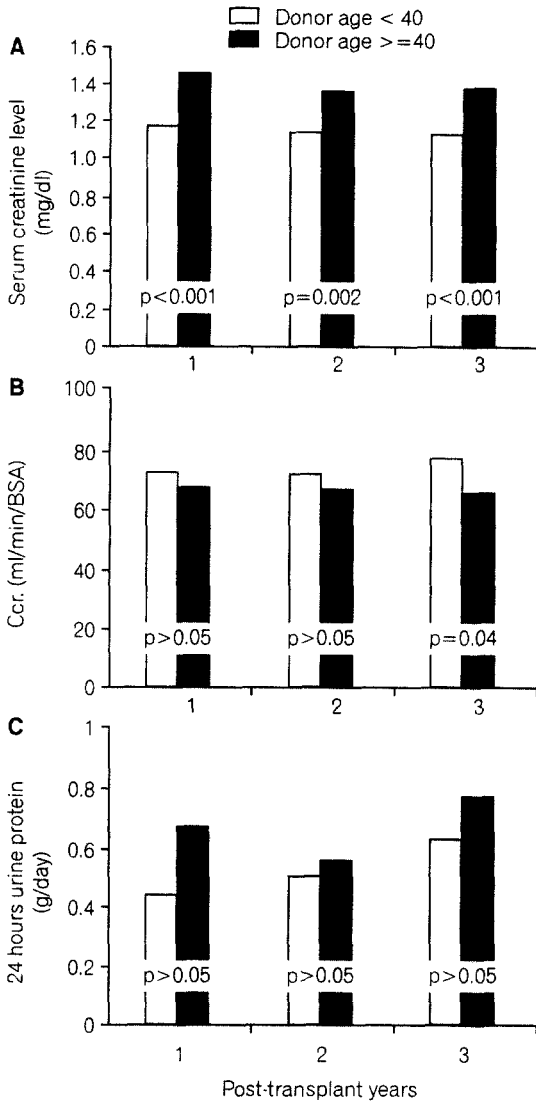 Donor age < 40
Donor age >=40
A
Serum creatinine level
(mg/dl)
1.6
1.4
1.2
1.0
0.8
0.6
0.4
0.2
0
p<0.001
p=0.002
p<0.001
1
2
3
B
Ccr. (ml/min/BSA)
100
80
60
40
20
0
p>0.05
p>0.05
p=0.04
1
2
3
C
24 hours urine protein
(g/day)
1
0.8
0.6
0.4
0.2
0
p>0.05
p>0.05
p>0.05
1
2
3
Post-transplant years